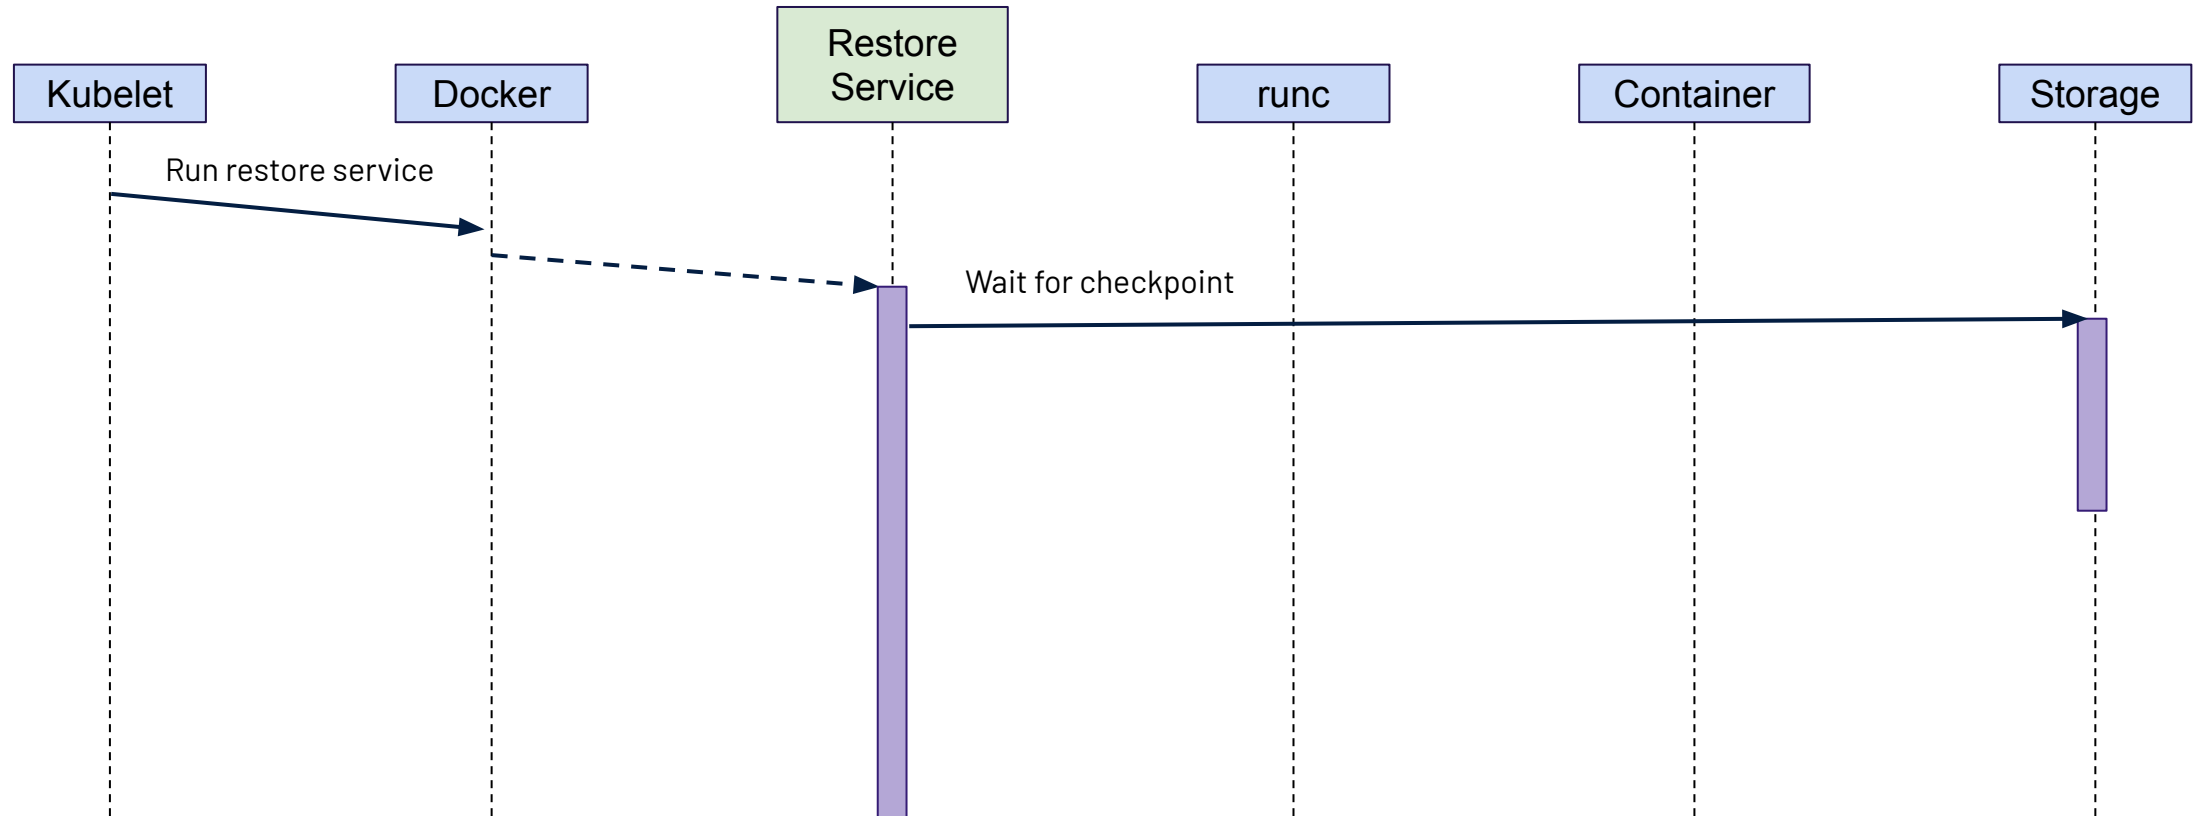 Kubelet
Docker
Restore
Service
runc
Container
Storage
Run restore service
Wait for checkpoint